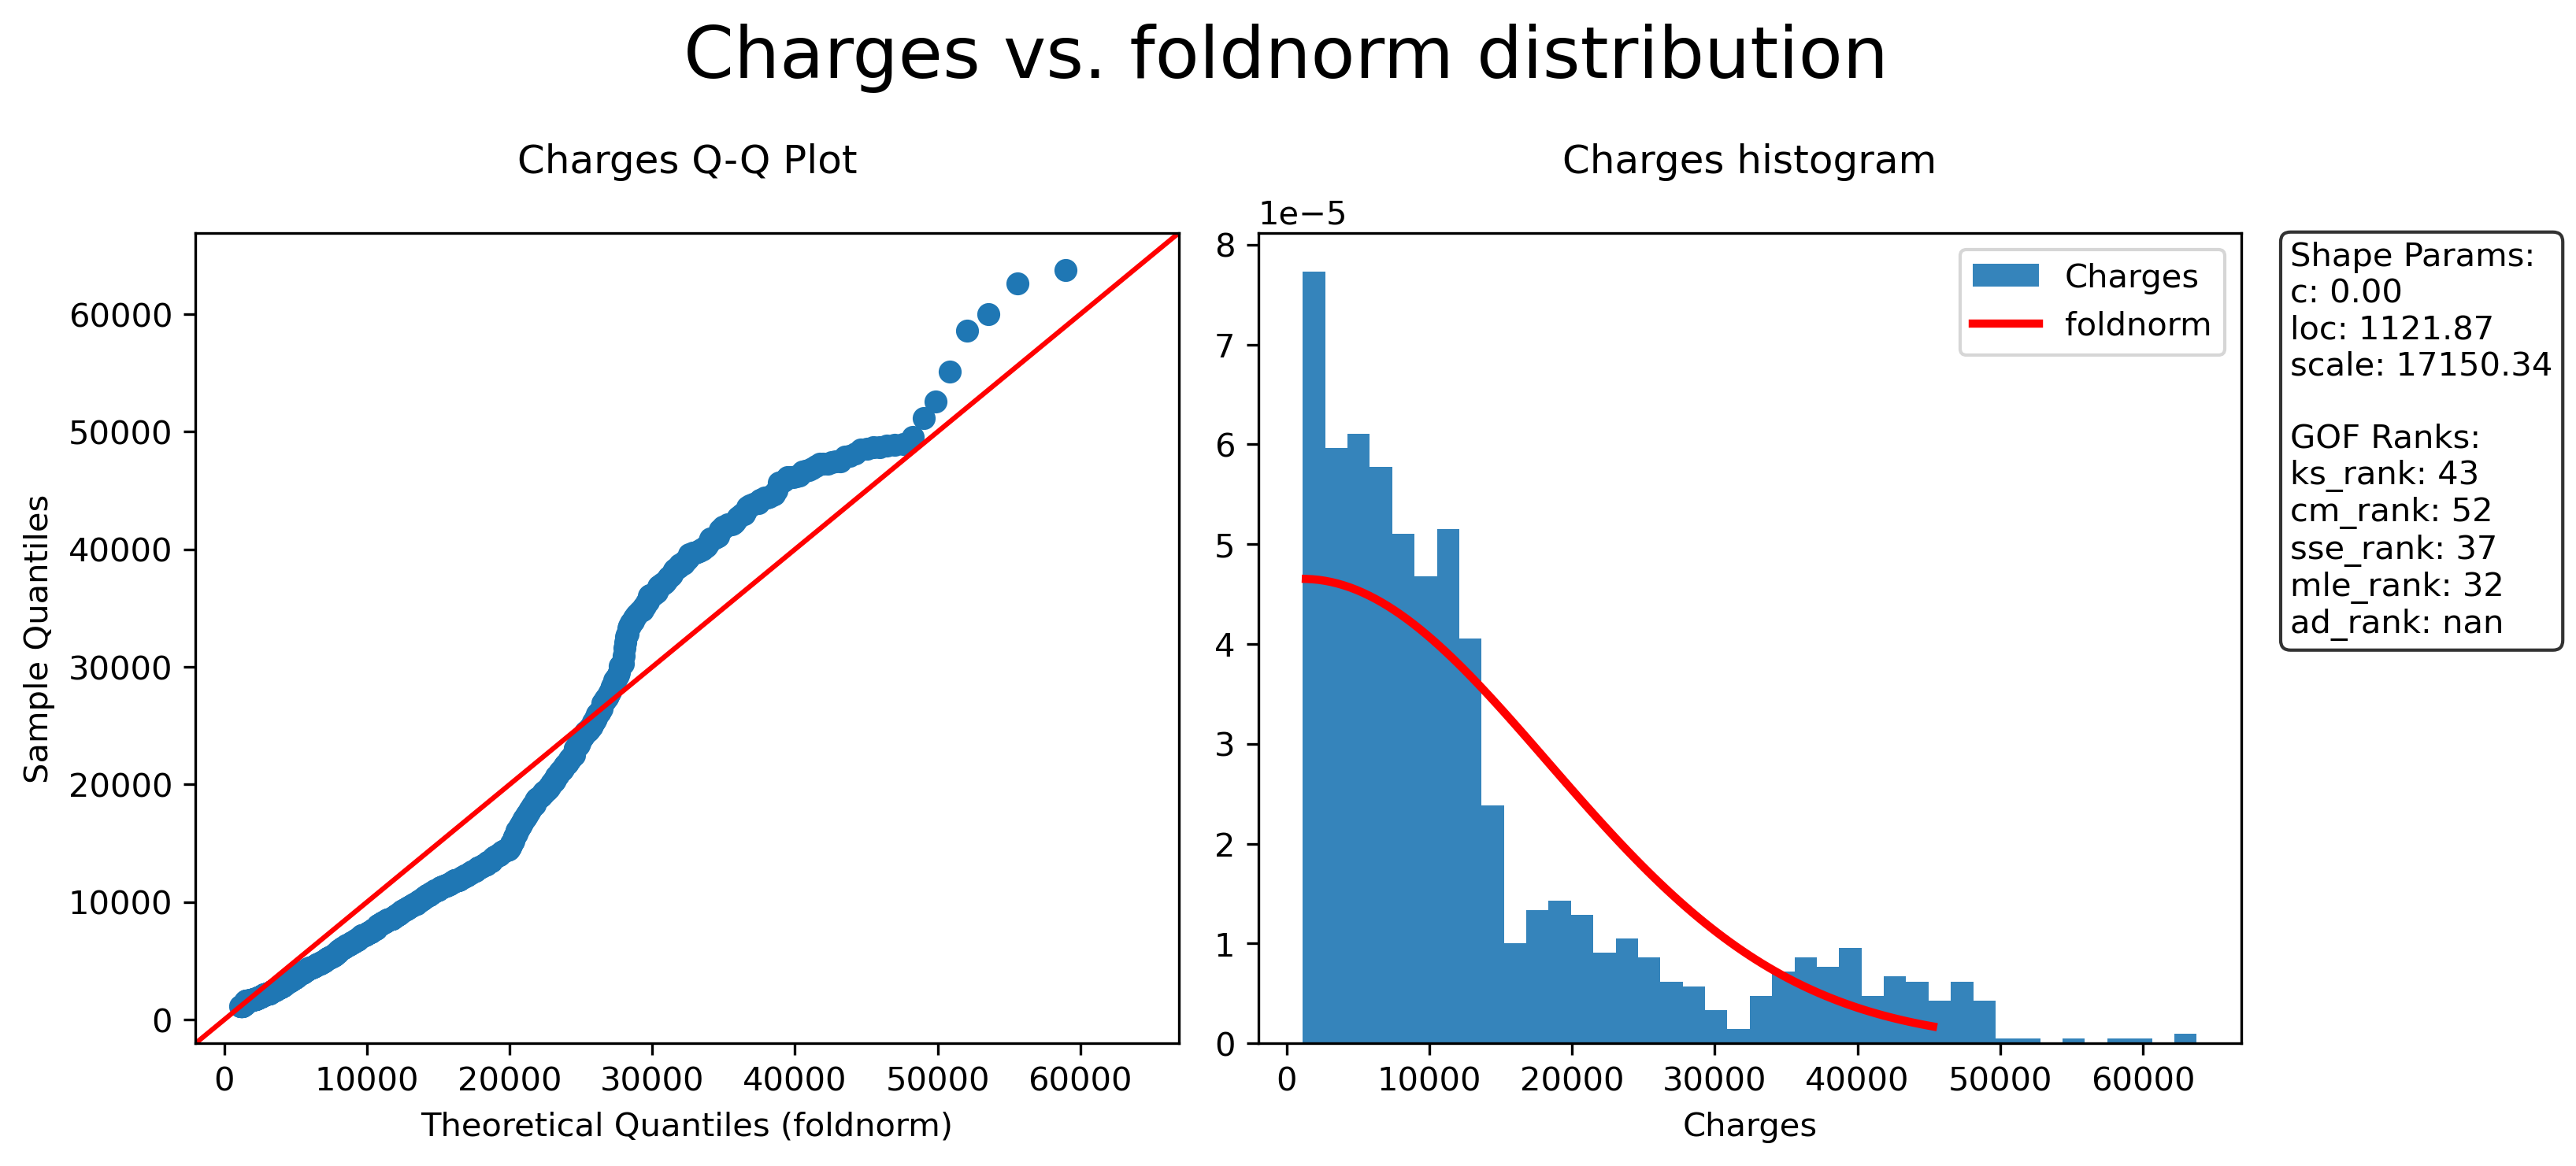 Charges vs. foldnorm distribution
Charges Q-Q Plot
Sample Quantiles
60000
50000
40000
30000
20000
10000
0
0 10000 20000 30000 40000 50000 60000
Theoretical Quantiles (foldnorm)
Charges histogram
1e−5
8
7
6
5
4
3
2
1
0
0 10000 20000 30000 40000 50000 60000
Charges
Charges
foldnorm
Shape Params:
c: 0.00
loc: 1121.87
scale: 17150.34
GOF Ranks:
ks_rank: 43
cm_rank: 52
sse_rank: 37
mle_rank: 32
ad_rank: nan